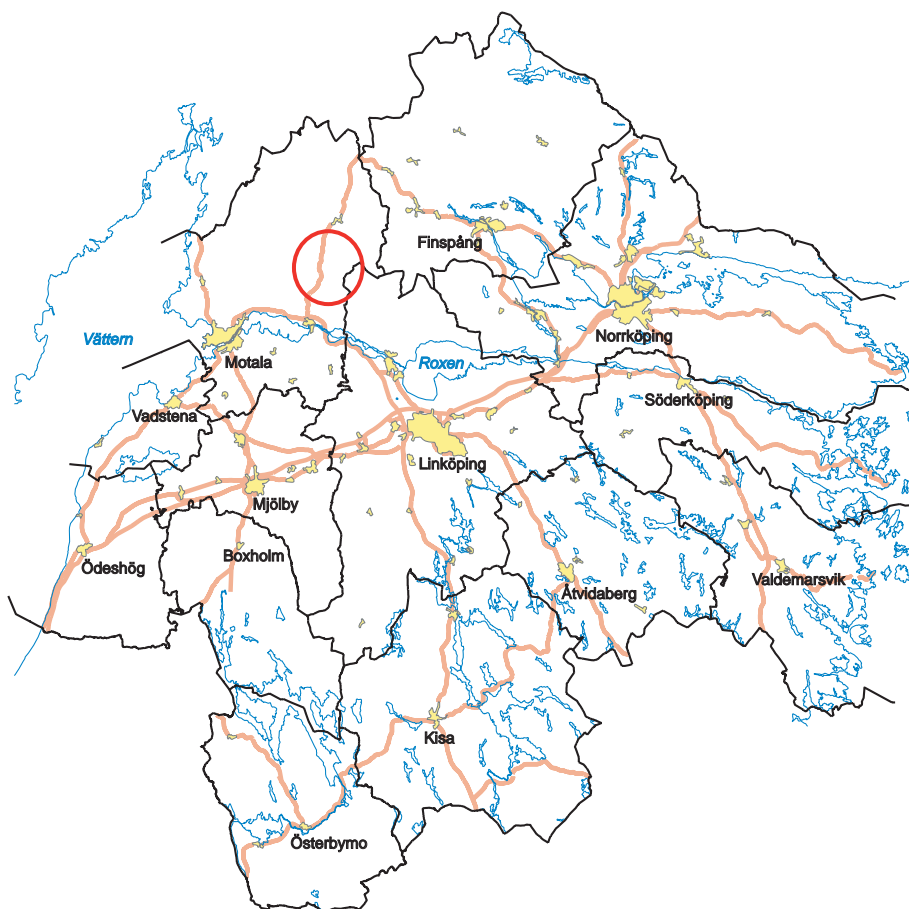 Finspång
Norrköping
Vättern
Motala
Roxen
Söderköping
Vadstena
Linköping
Mjölby
Boxholm
Ödeshög
Valdemarsvik
Åtvidaberg
Kisa
Österbymo